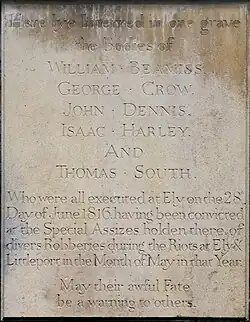 Here lye Interred in one grave
the Bodies of
WILLIAM · BEAMISS.
GEORGE · CROW.
JOHN · DENNIS.
ISAAC · HARLEY.
AND
THOMAS · SOUTH.
Who were all executed at Ely on the 28
Day of June 1816, having been convicted
at the Special Assizes holden there, of
divers Robberies during the Riots at Ely &
Littleport in the Month of May in that Year.
May their awful Fate
be a warning to others.